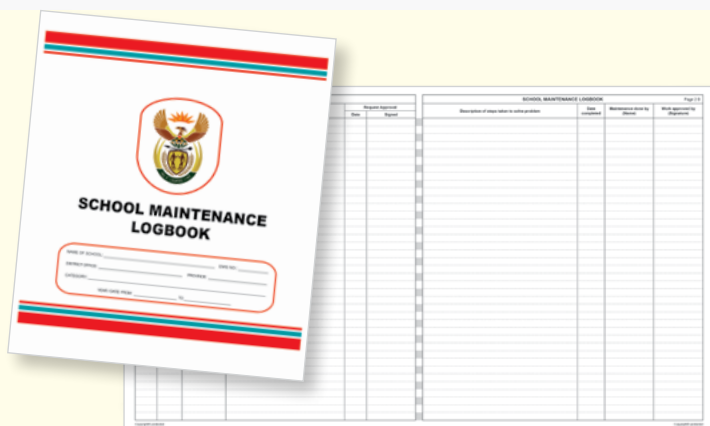 SCHOOL MAINTENANCE
LOGBOOK
NAME OF SCHOOL:
EMIS NO:
DISTRICT OFFICE:
PROVINCE:
CATEGORY:
YEAR: DATE FROM
TO
Request Approval
Date
Signed
SCHOOL MAINTENANCE LOGBOOK
Description of steps taken to solve problem
Date
completed
Maintenance done by
(Name)
Work approved by
(Signature)